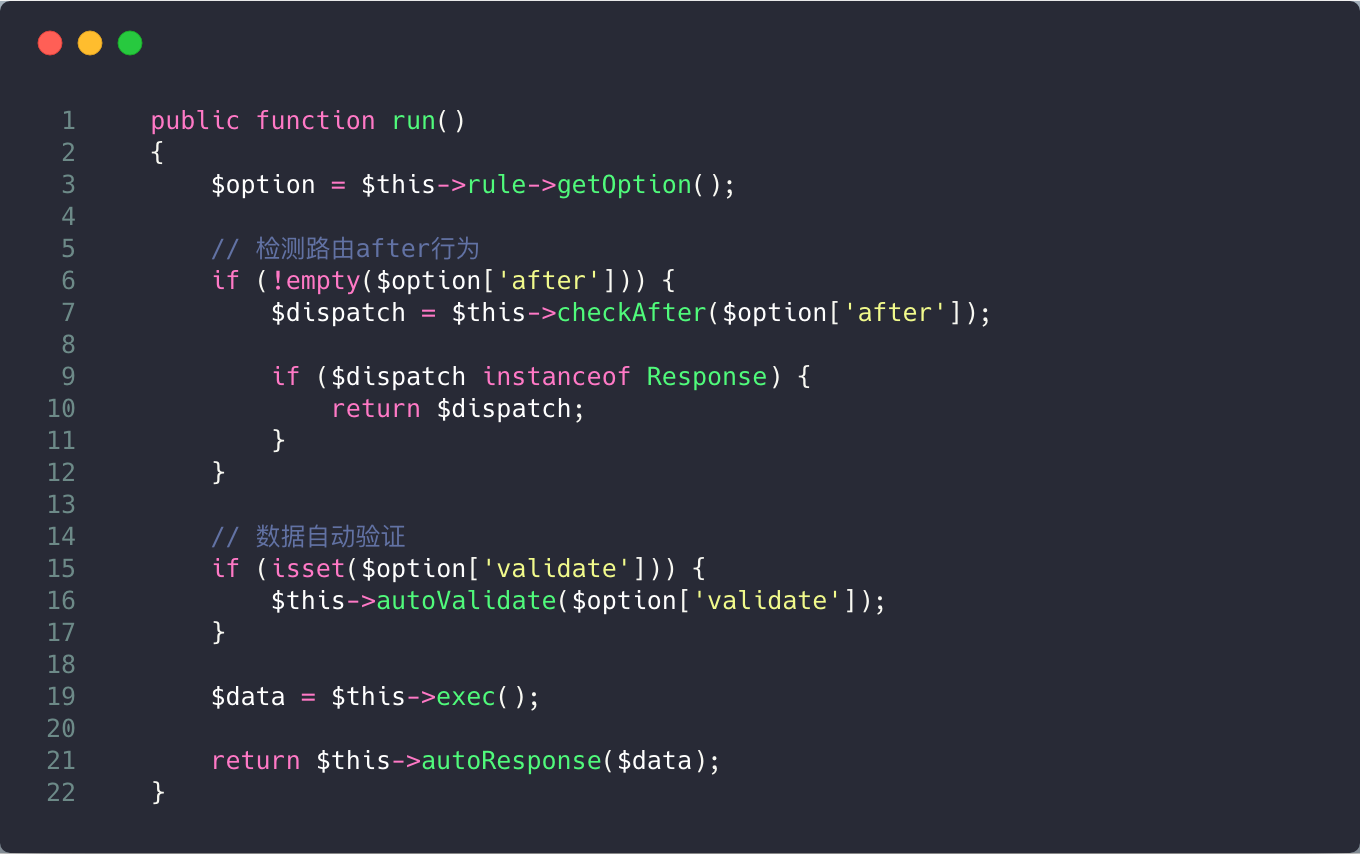 1 public function run()
2 {
3 $option = $this->rule->getOption();
4
5 // 检测路由after行为
6 if (!empty($option['after'])) {
7 $dispatch = $this->checkAfter($option['after']);
8
9 if ($dispatch instanceof Response) {
10 return $dispatch;
11 }
12 }
13
14 // 数据自动验证
15 if (isset($option['validate'])) {
16 $this->autoValidate($option['validate']);
17 }
18
19 $data = $this->exec();
20
21 return $this->autoResponse($data);
22 }